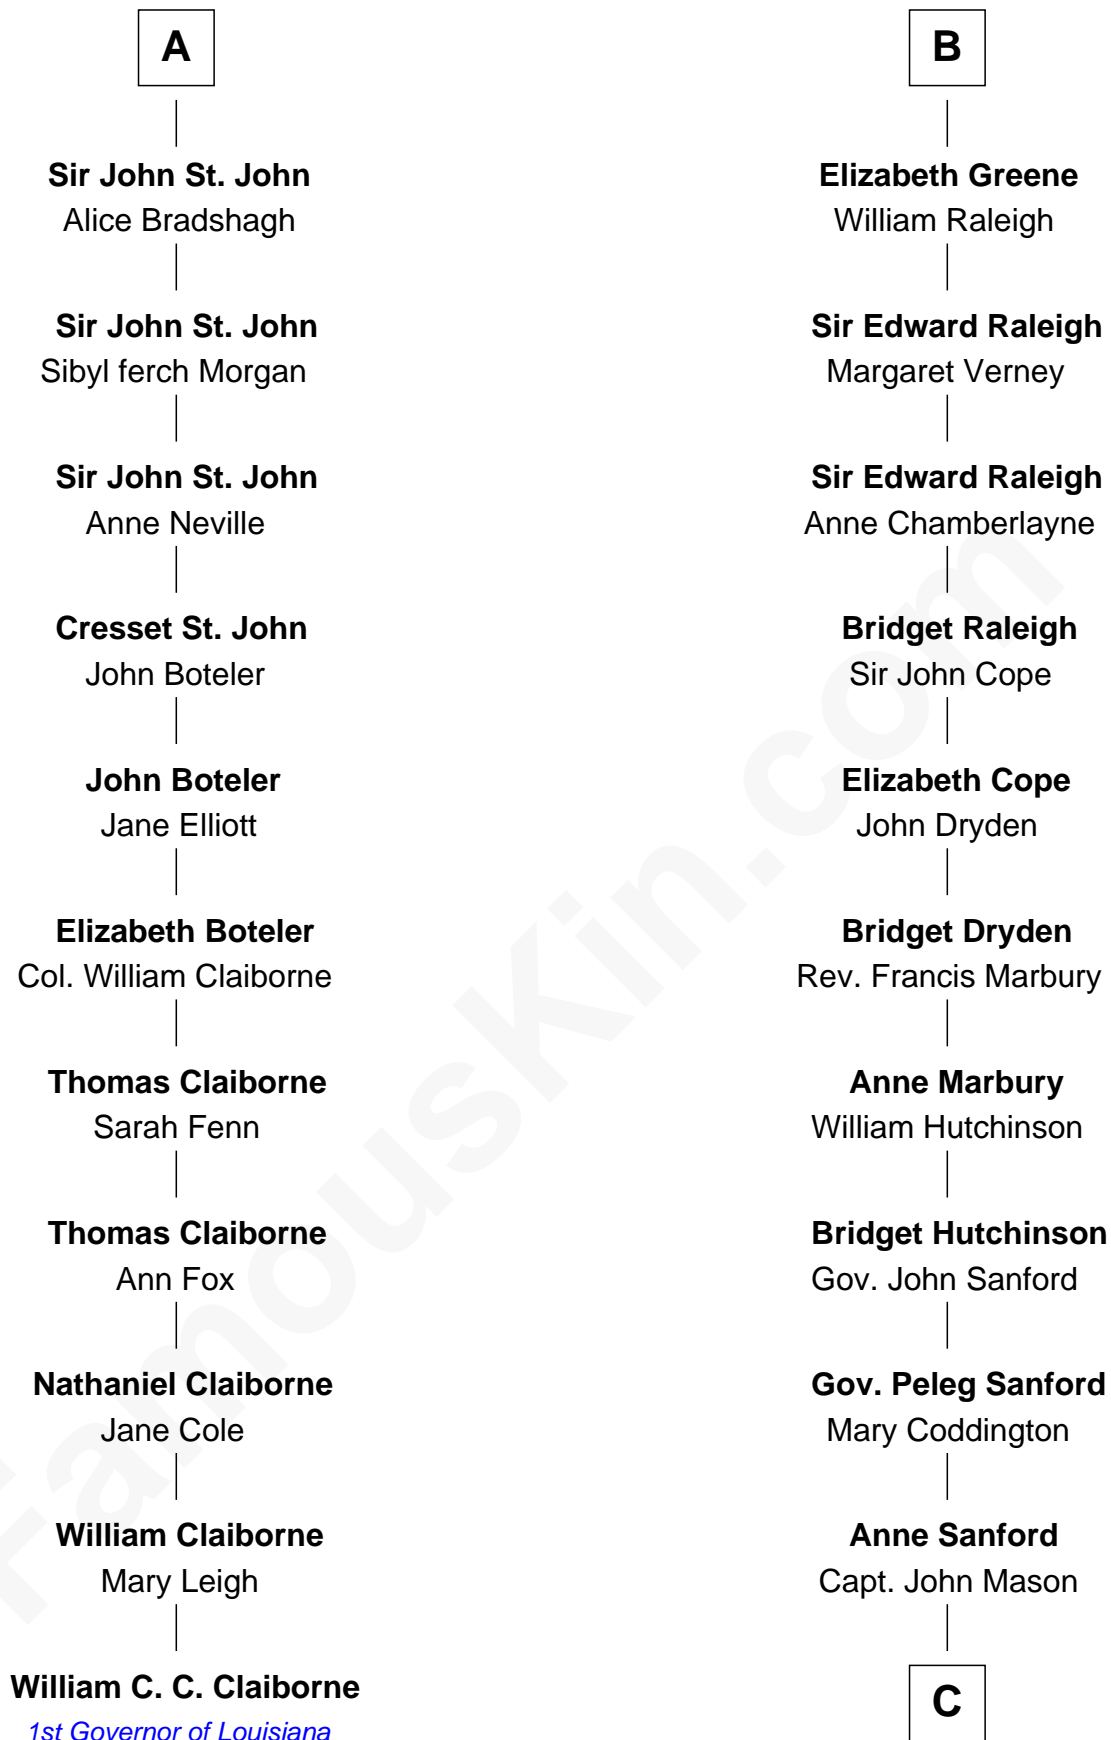 A
Sir John St. John
Alice Bradshagh
Sir John St. John
Sibyl ferch Morgan
Sir John St. John
Anne Neville
Cresset St. John
John Boteler
John Boteler
Jane Elliott
Elizabeth Boteler
Col. William Claiborne
Thomas Claiborne
Sarah Fenn
Thomas Claiborne
Ann Fox
Nathaniel Claiborne
Jane Cole
William Claiborne
Mary Leigh
William C. C. Claiborne
1st Governor of Louisiana
B
Elizabeth Greene
William Raleigh
Sir Edward Raleigh
Margaret Verney
Sir Edward Raleigh
Anne Chamberlayne
Bridget Raleigh
Sir John Cope
Elizabeth Cope
John Dryden
Bridget Dryden
Rev. Francis Marbury
Anne Marbury
William Hutchinson
Bridget Hutchinson
Gov. John Sanford
Gov. Peleg Sanford
Mary Coddington
Anne Sanford
Capt. John Mason
C
FamousKin.com